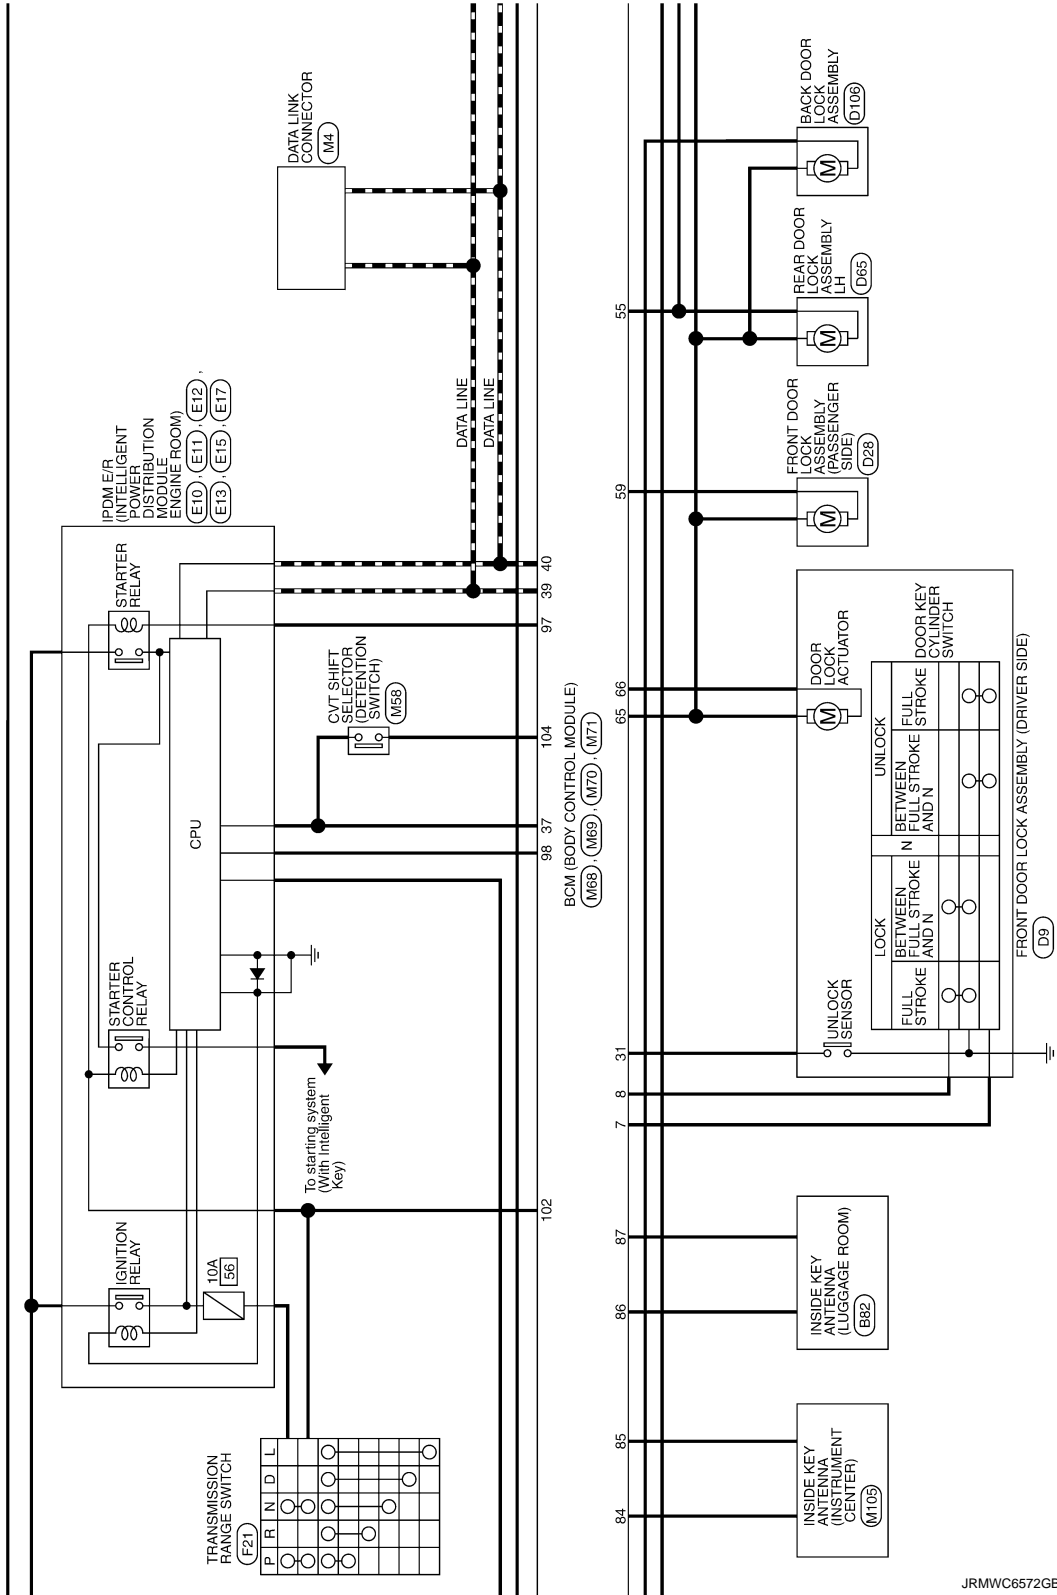 DATA LINK
CONNECTOR
M4
IPDM E/R
(INTELLIGENT
POWER
DISTRIBUTION
MODULE
ENGINE ROOM)
E10 , E11 , E12 ,
E13 , E15 , E17
DATA LINE
DATA LINE
STARTER
RELAY
CPU
STARTER
CONTROL
RELAY
To starting system
(With Intelligent
Key)
IGNITION
RELAY
10A
56
TRANSMISSION
RANGE SWITCH
F21
P R N D L
CVT SHIFT
SELECTOR
(DETENTION
SWITCH)
M58
102 98 37 104 97 39 40
BCM (BODY CONTROL MODULE)
M68 , M69 , M70 , M71
84 85 86 87 7 8 31 65 66 59 55
BACK DOOR
LOCK
ASSEMBLY
D106
M
REAR DOOR
LOCK
ASSEMBLY
LH
D65
M
FRONT DOOR
LOCK
ASSEMBLY
(PASSENGER
SIDE)
D28
M
DOOR
LOCK
ACTUATOR
M
UNLOCK
SENSOR
DOOR KEY
CYLINDER
SWITCH
LOCK N UNLOCK
FULL
STROKE
BETWEEN
FULL STROKE
AND N
BETWEEN
FULL STROKE
AND N
FULL
STROKE
FRONT DOOR LOCK ASSEMBLY (DRIVER SIDE)
D9
INSIDE KEY
ANTENNA
(LUGGAGE ROOM)
B82
INSIDE KEY
ANTENNA
(INSTRUMENT
CENTER)
M105
JRMWC6572GB